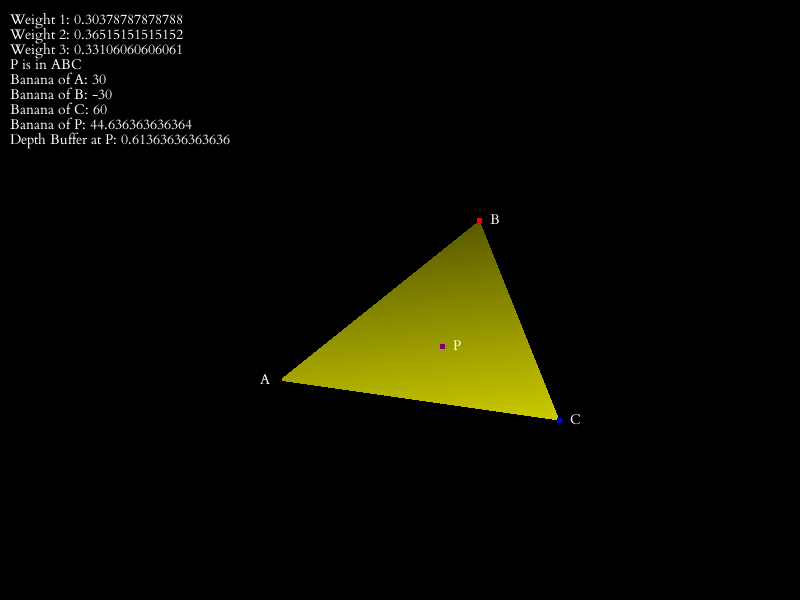 Weight 1: 0.30378787878788
Weight 2: 0.36515151515152
Weight 3: 0.33106060606061
P is in ABC
Banana of A: 30
Banana of B: -30
Banana of C: 60
Banana of P: 44.636363636364
Depth Buffer at P: 0.61363636363636
B
P
A
C